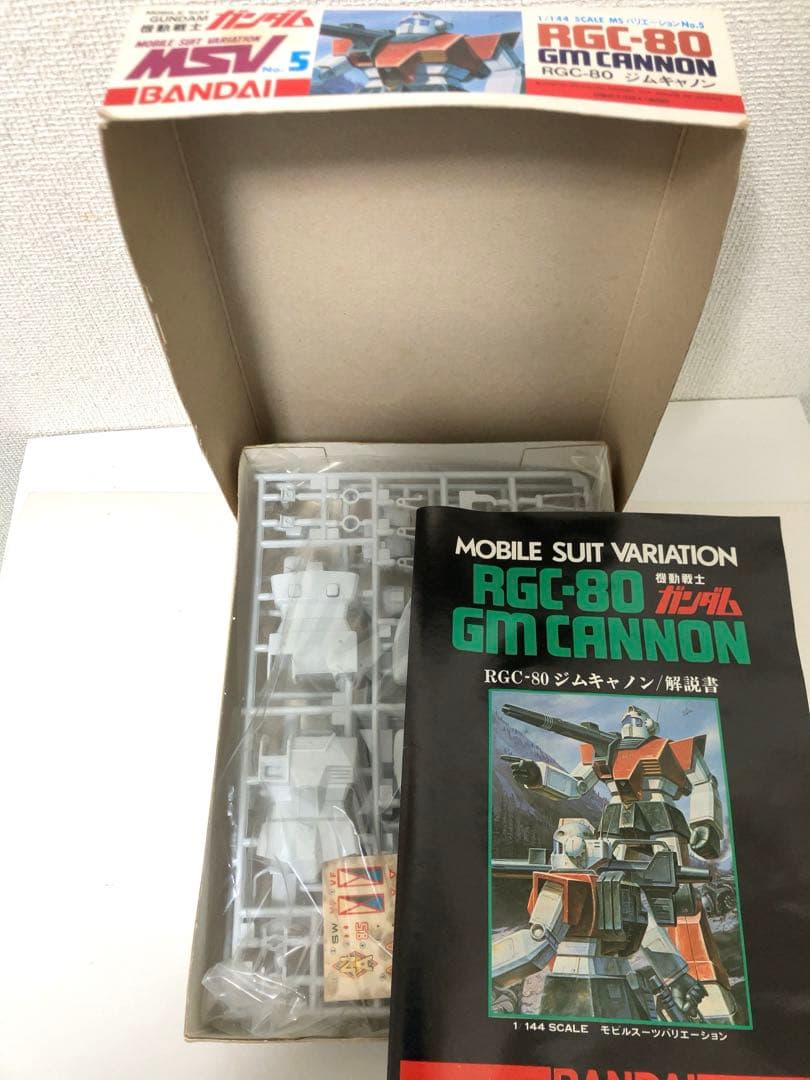 GUNDAM
機動戦士 ガンダム
MOBILE SUIT VARIATION
MSV No. 5
BANDAI
1/144 SCALE MSバリエーションNo.5
RGC-80
GM CANNON
RGC-80 ジムキャノン
MOBILE SUIT VARIATION
RGC-80 機動戦士 ガンダム
GM CANNON
RGC-80 ジムキャノン/解説書
1/144 SCALE モビルスーツバリエーション
BANDAI
VF
SW
85